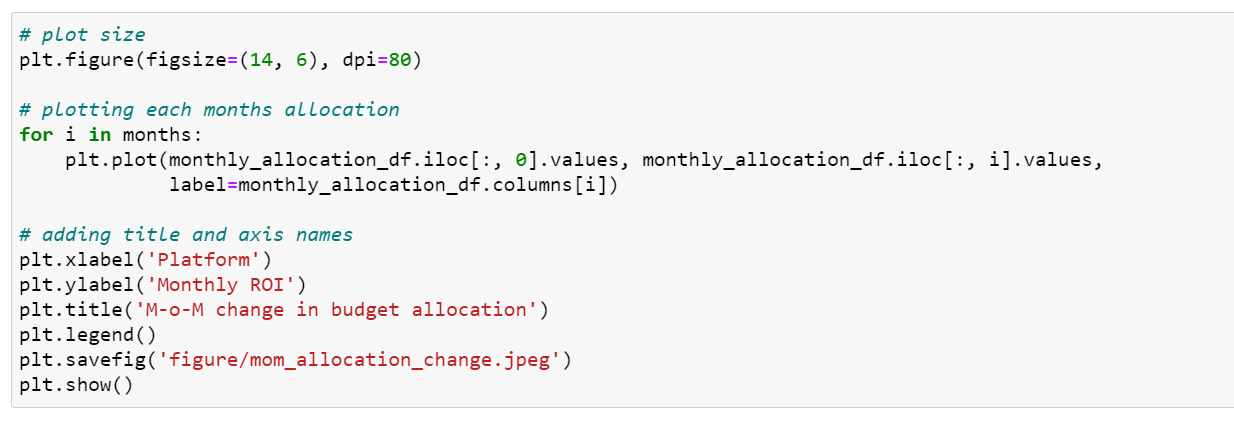 # plot size
plt.figure(figsize=(14, 6), dpi=80)
# plotting each months allocation
for i in months:
    plt.plot(monthly_allocation_df.iloc[:, 0].values, monthly_allocation_df.iloc[:, i].values,
             label=monthly_allocation_df.columns[i])
# adding title and axis names
plt.xlabel('Platform')
plt.ylabel('Monthly ROI')
plt.title('M-o-M change in budget allocation')
plt.legend()
plt.savefig('figure/mom_allocation_change.jpeg')
plt.show()